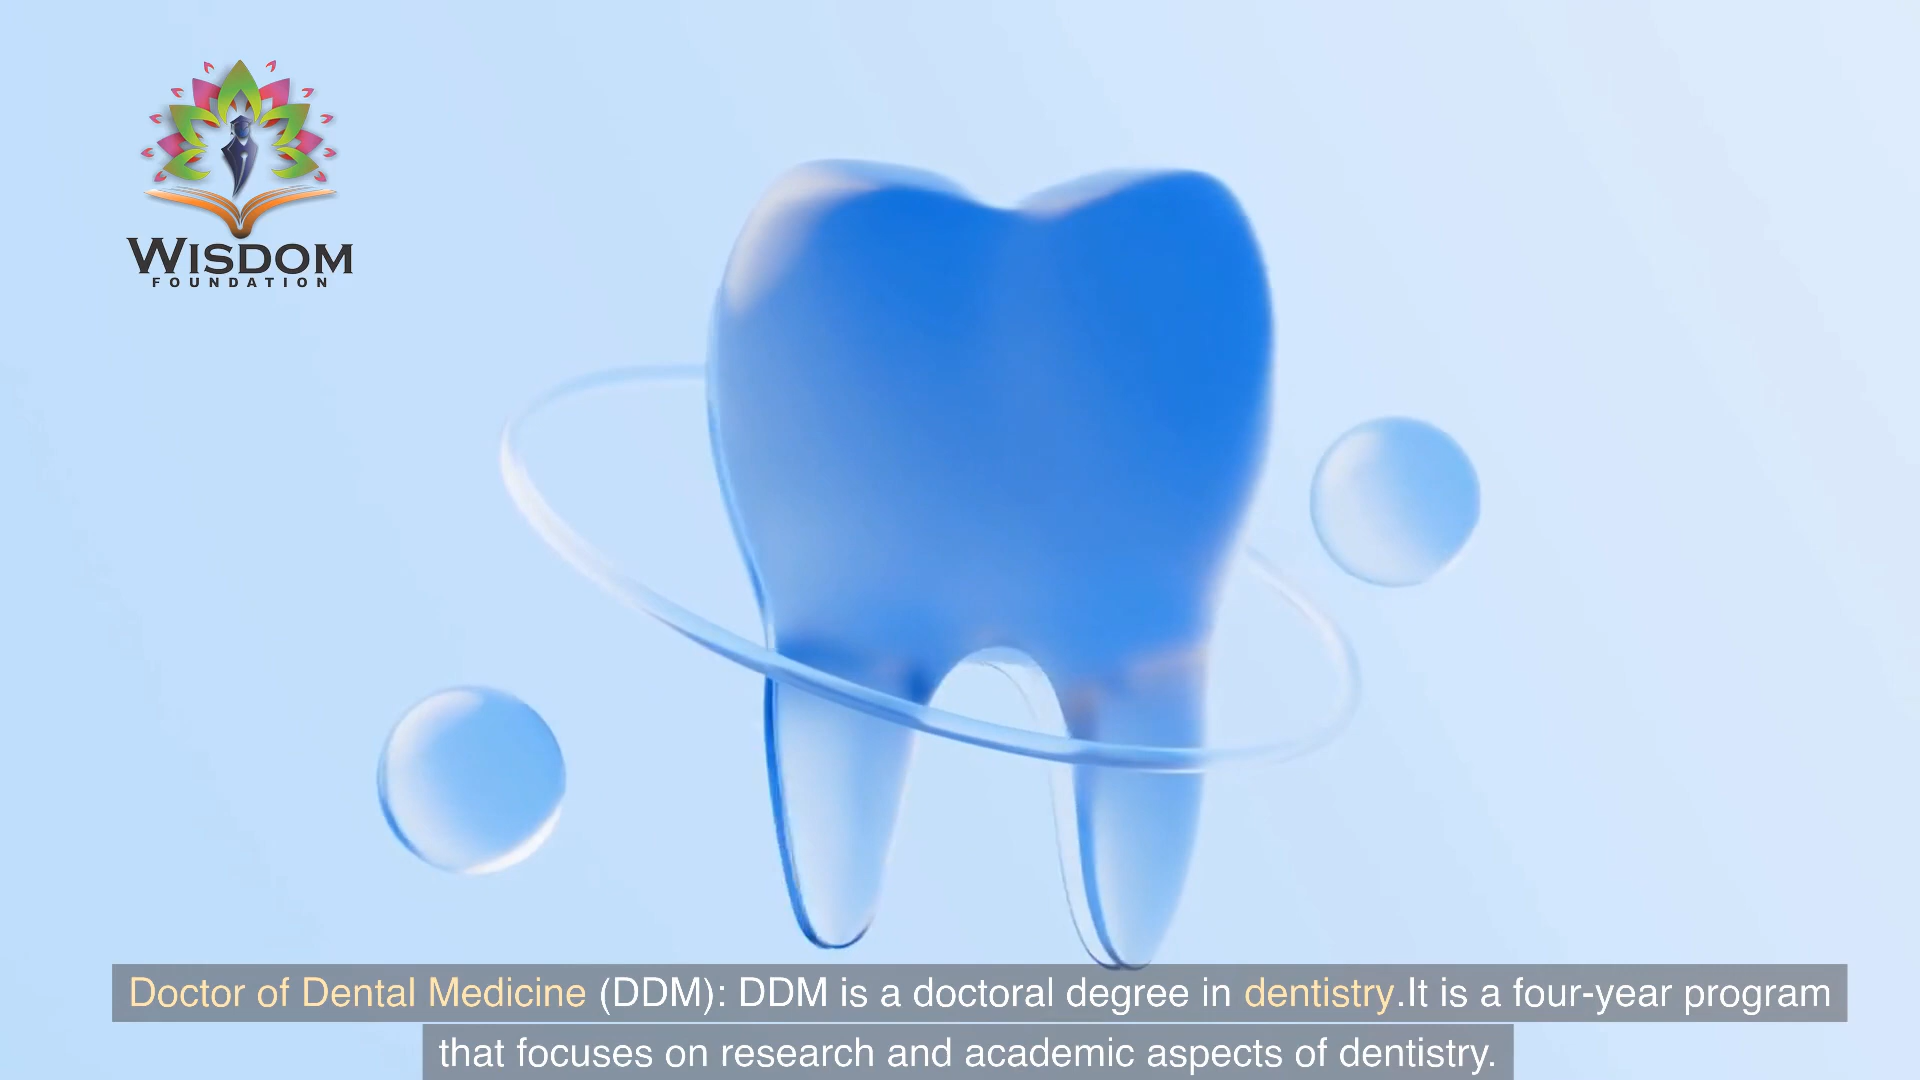 WISDOM
FOUNDATION
Doctor of Dental Medicine (DDM): DDM is a doctoral degree in dentistry.It is a four-year program
that focuses on research and academic aspects of dentistry.